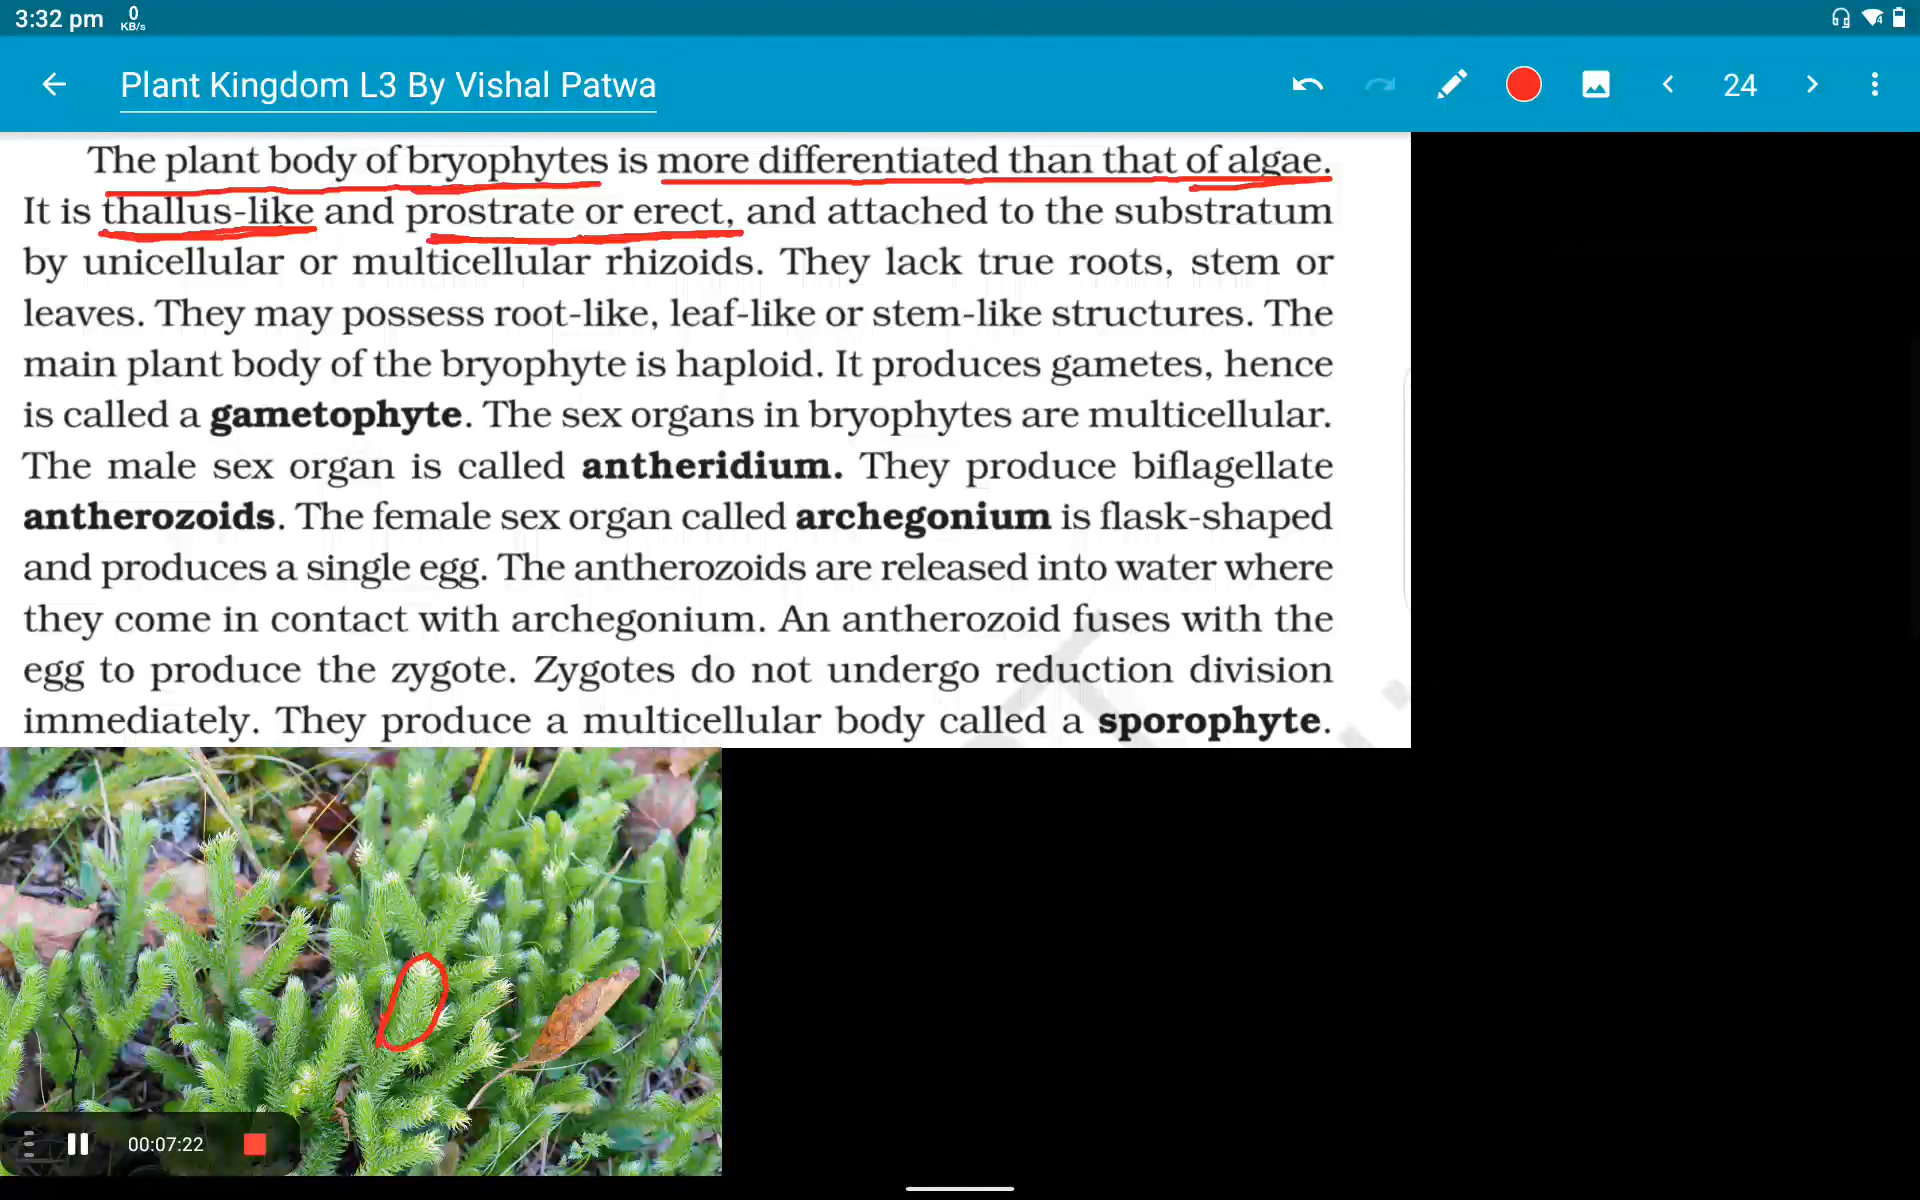 3:32 pm 0 KB/s
Plant Kingdom L3 By Vishal Patwa 24
The plant body of bryophytes is more differentiated than that of algae.
It is thallus-like and prostrate or erect, and attached to the substratum
by unicellular or multicellular rhizoids. They lack true roots, stem or
leaves. They may possess root-like, leaf-like or stem-like structures. The
main plant body of the bryophyte is haploid. It produces gametes, hence
is called a gametophyte. The sex organs in bryophytes are multicellular.
The male sex organ is called antheridium. They produce biflagellate
antherozoids. The female sex organ called archegonium is flask-shaped
and produces a single egg. The antherozoids are released into water where
they come in contact with archegonium. An antherozoid fuses with the
egg to produce the zygote. Zygotes do not undergo reduction division
immediately. They produce a multicellular body called a sporophyte.
00:07:22